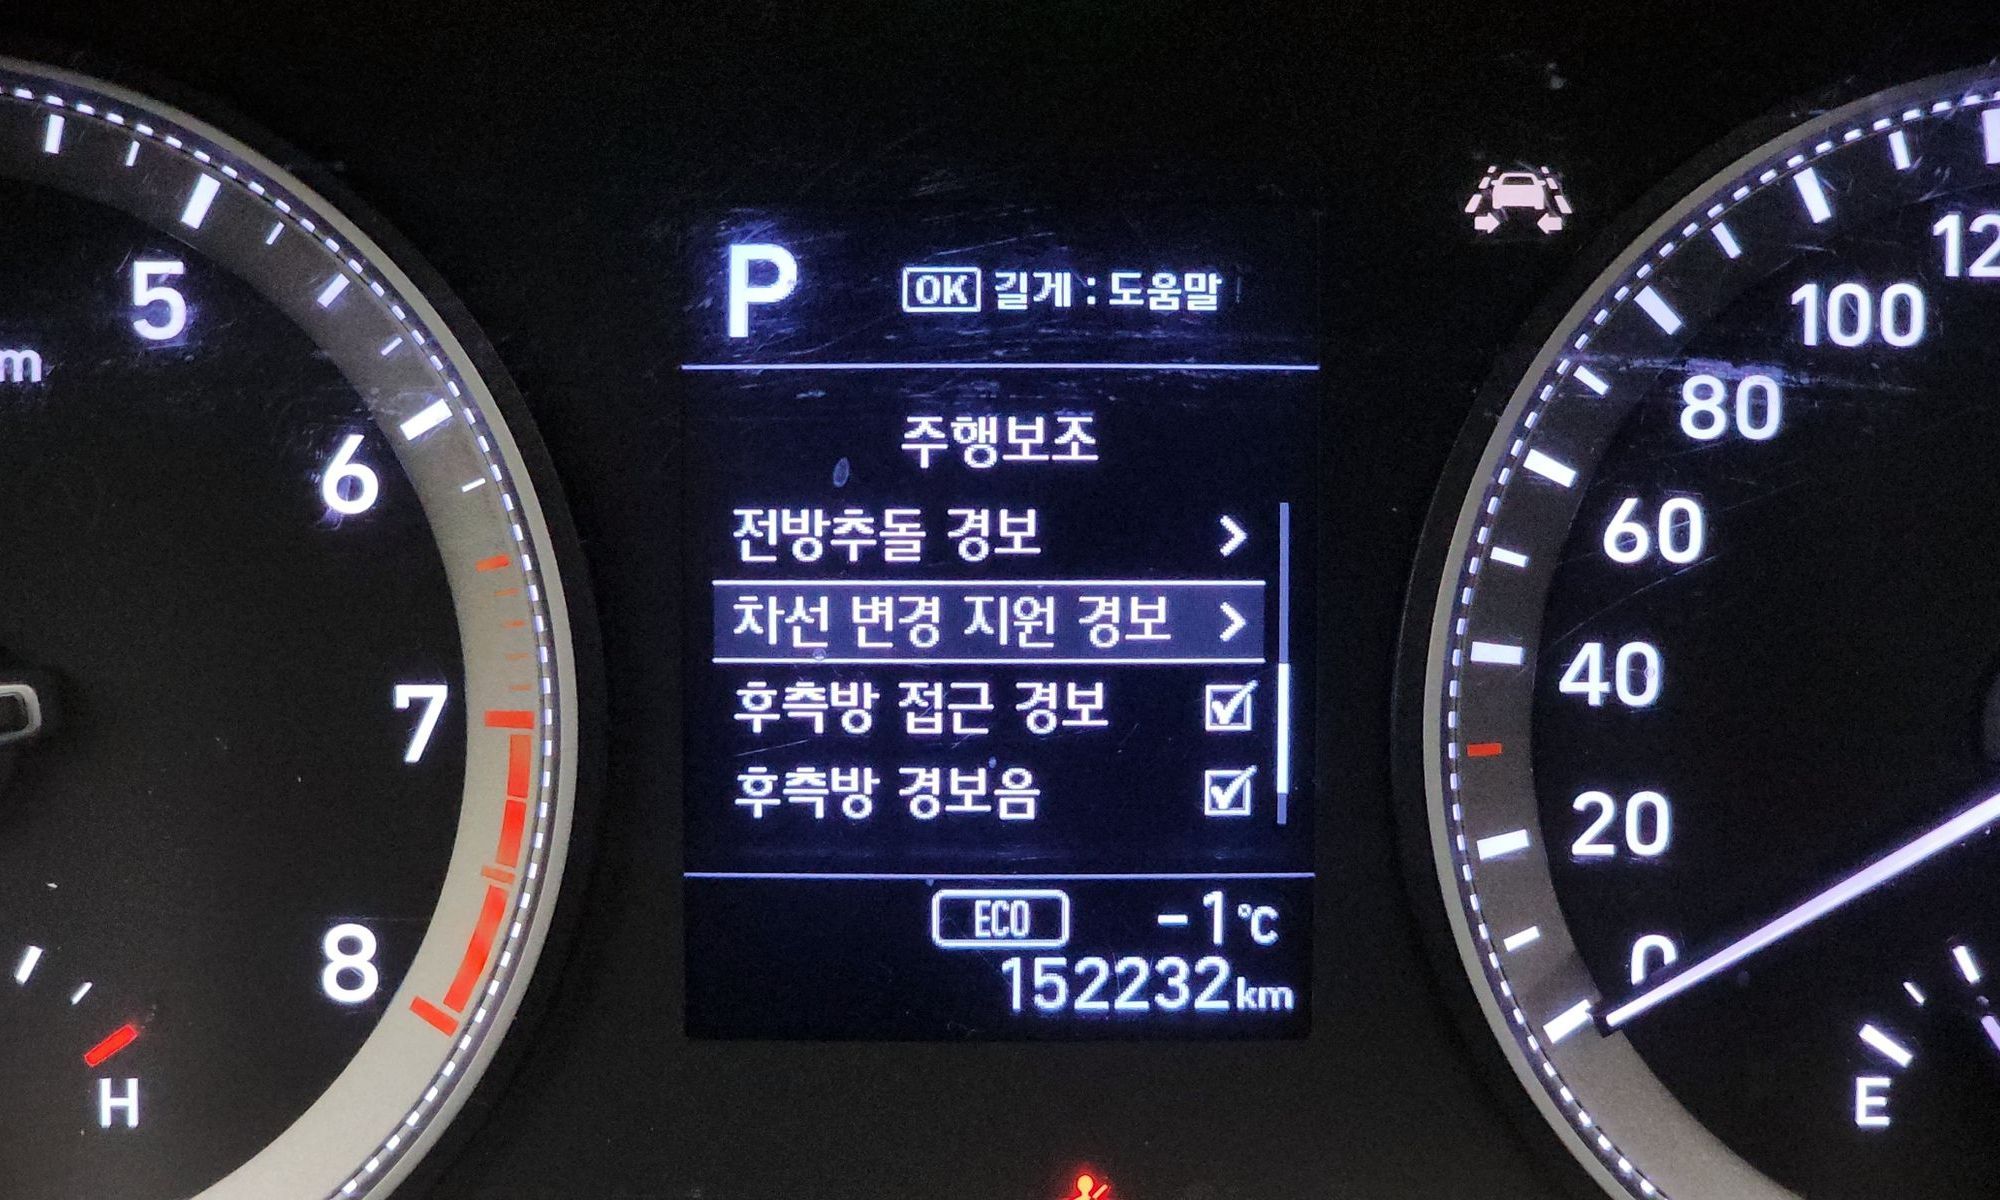 P
OK 길게 : 도움말
주행보조
전방추돌 경보
차선 변경 지원 경보
후측방 접근 경보
후측방 경보음
ECO -1℃
152232km
5
6
7
8
H
100
80
60
40
20
0
E